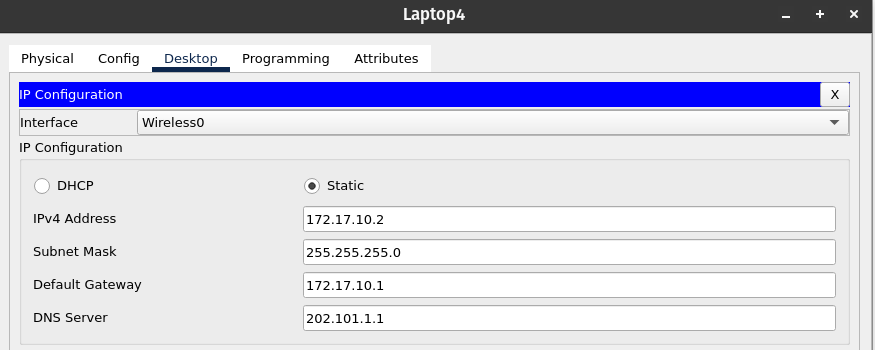 Laptop4
Physical Config Desktop Programming Attributes
IP Configuration X
Interface Wireless0
IP Configuration
DHCP Static
IPv4 Address 172.17.10.2
Subnet Mask 255.255.255.0
Default Gateway 172.17.10.1
DNS Server 202.101.1.1